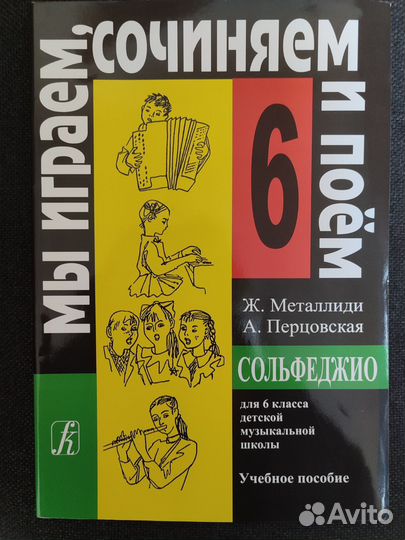 мы играем,
сочиняем
и поём
6
Ж. Металлиди
А. Перцовская
СОЛЬФЕДЖИО
для 6 класса
детской
музыкальной
школы
Учебное пособие
Avito